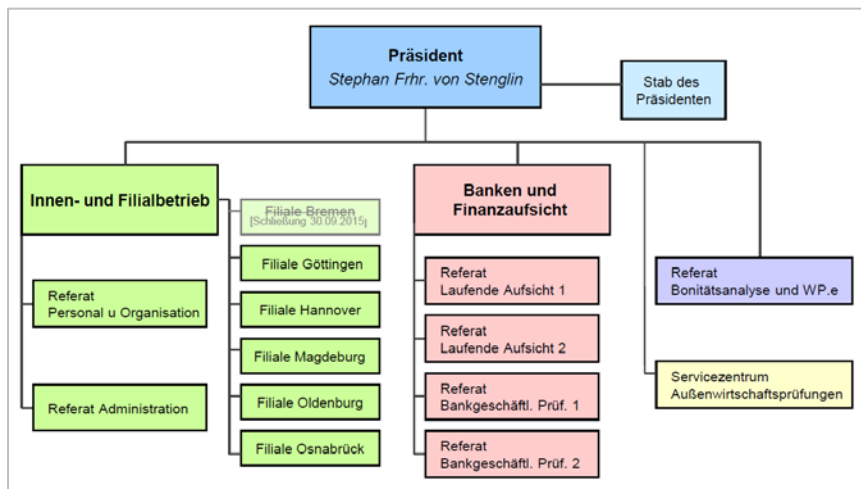 Präsident
Stephan Frhr. von Stenglin
Stab des
Präsidenten
Innen- und Filialbetrieb
Referat
Personal u Organisation
Referat Administration
Filiale Bremen
[Schließung 30.09.2015]
Filiale Göttingen
Filiale Hannover
Filiale Magdeburg
Filiale Oldenburg
Filiale Osnabrück
Banken und
Finanzaufsicht
Referat
Laufende Aufsicht 1
Referat
Laufende Aufsicht 2
Referat
Bankgeschäftl. Prüf. 1
Referat
Bankgeschäftl. Prüf. 2
Referat
Bonitätsanalyse und WP.e
Servicezentrum
Außenwirtschaftsprüfungen